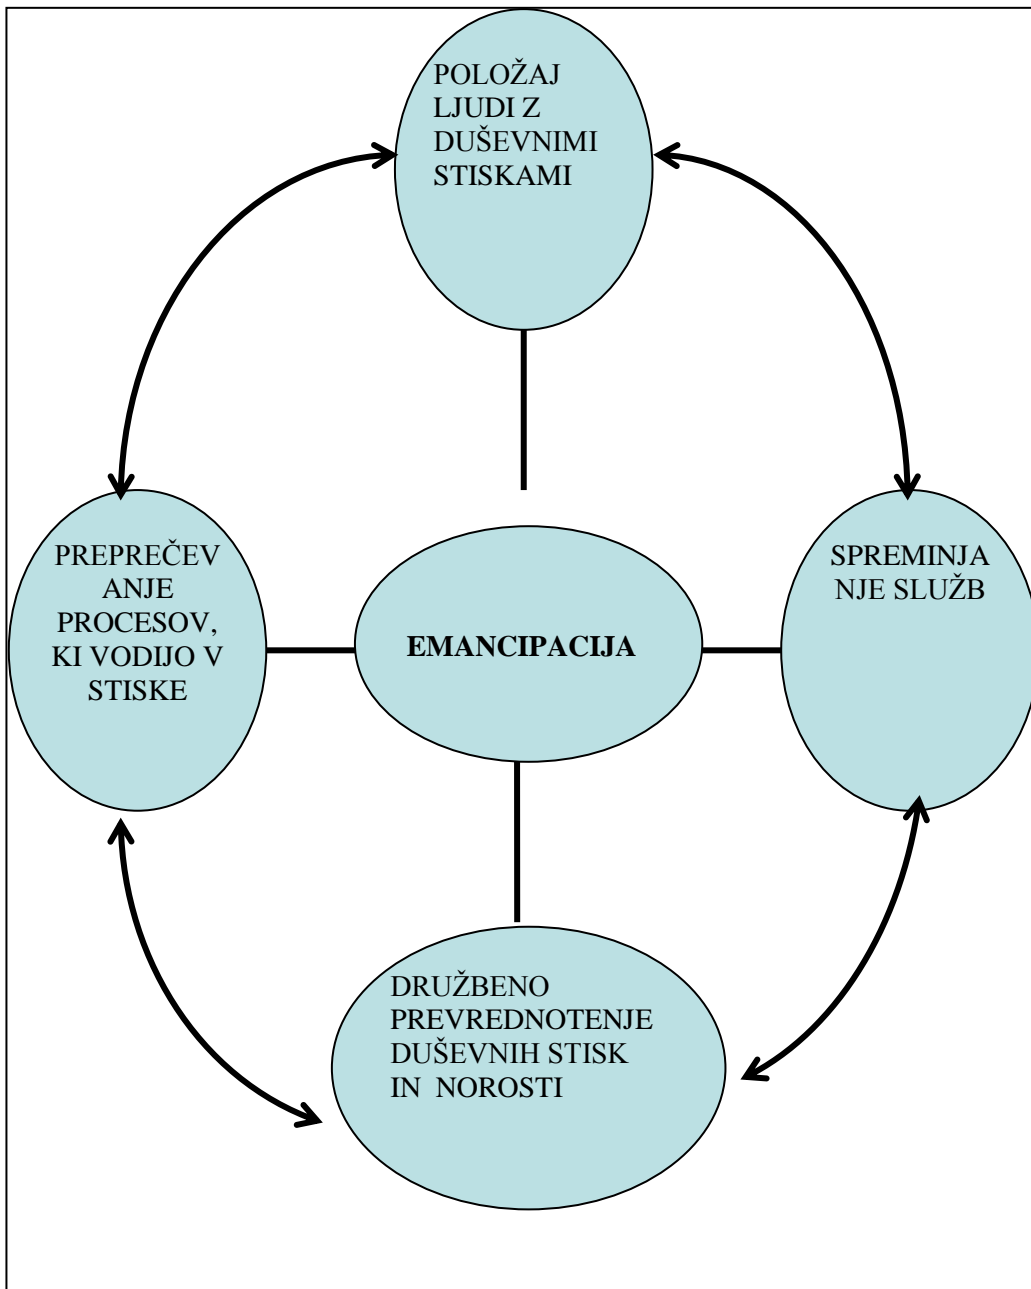 POLOŽAJ
LJUDI Z
DUŠEVNIMI
STISKAMI
PREPREČEV
ANJE
PROCESOV,
KI VODIJO V
STISKE
EMANCIPACIJA
SPREMINJA
NJE SLUŽB
DRUŽBENO
PREVREDNOTENJE
DUŠEVNIH STISK
IN NOROSTI